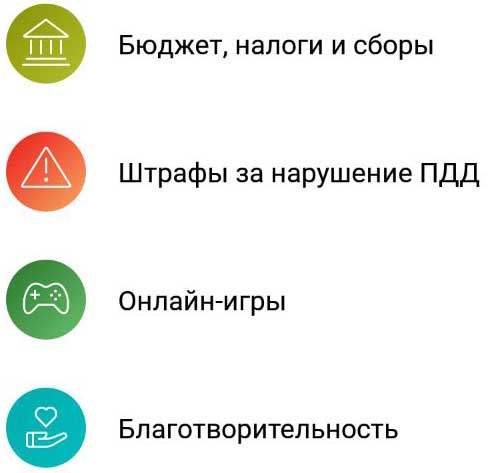 Бюджет, налоги и сборы
Штрафы за нарушение ПДД
Онлайн-игры
Благотворительность